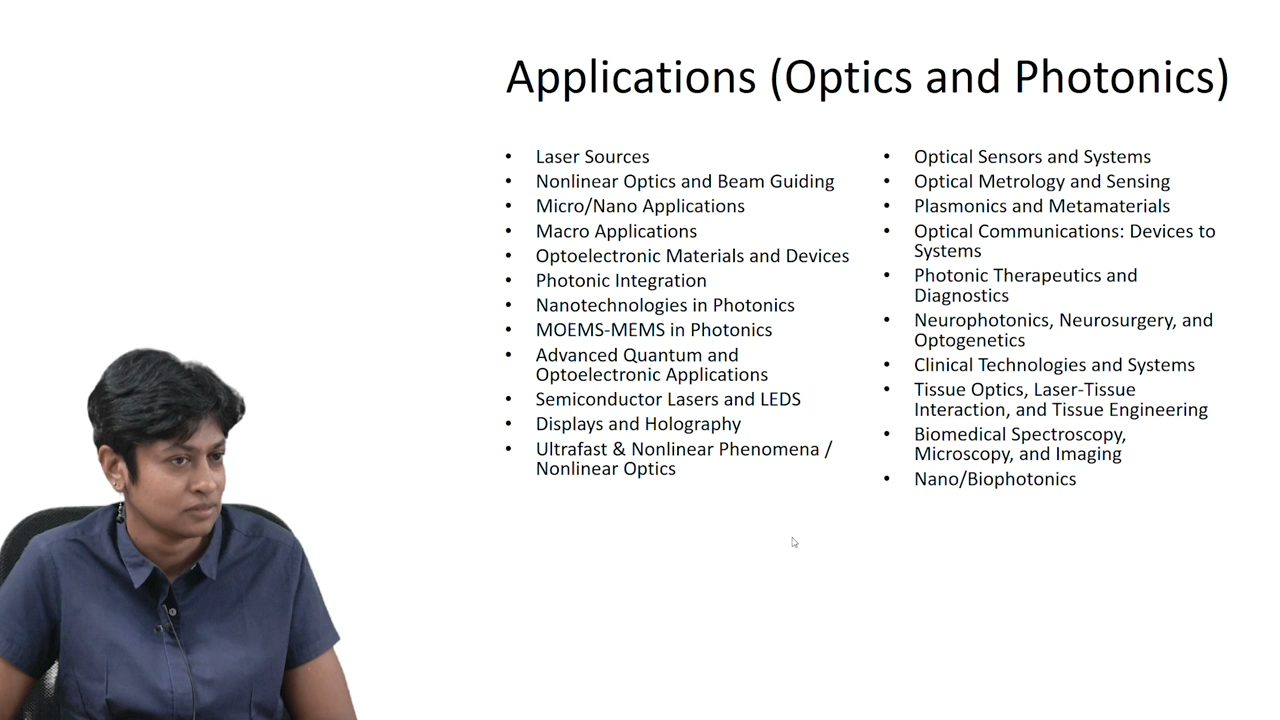 Applications (Optics and Photonics)
• Laser Sources
• Nonlinear Optics and Beam Guiding
• Micro/Nano Applications
• Macro Applications
• Optoelectronic Materials and Devices
• Photonic Integration
• Nanotechnologies in Photonics
• MOEMS-MEMS in Photonics
• Advanced Quantum and
Optoelectronic Applications
• Semiconductor Lasers and LEDS
• Displays and Holography
• Ultrafast & Nonlinear Phenomena /
Nonlinear Optics
• Optical Sensors and Systems
• Optical Metrology and Sensing
• Plasmonics and Metamaterials
• Optical Communications: Devices to
Systems
• Photonic Therapeutics and
Diagnostics
• Neurophotonics, Neurosurgery, and
Optogenetics
• Clinical Technologies and Systems
• Tissue Optics, Laser-Tissue
Interaction, and Tissue Engineering
• Biomedical Spectroscopy,
Microscopy, and Imaging
• Nano/Biophotonics